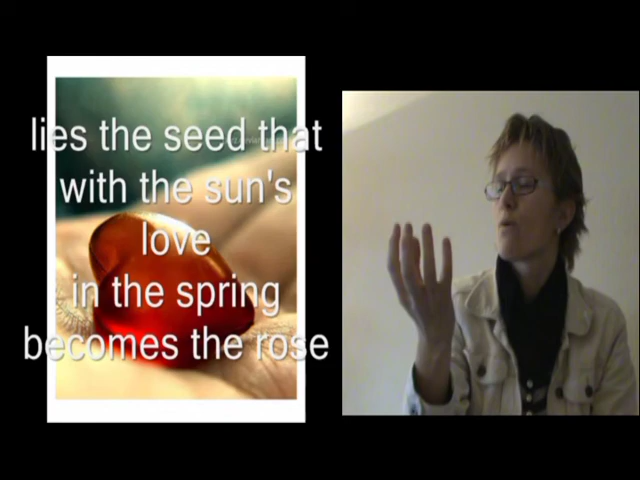 lies the seed that
with the sun's
love
in the spring
becomes the rose